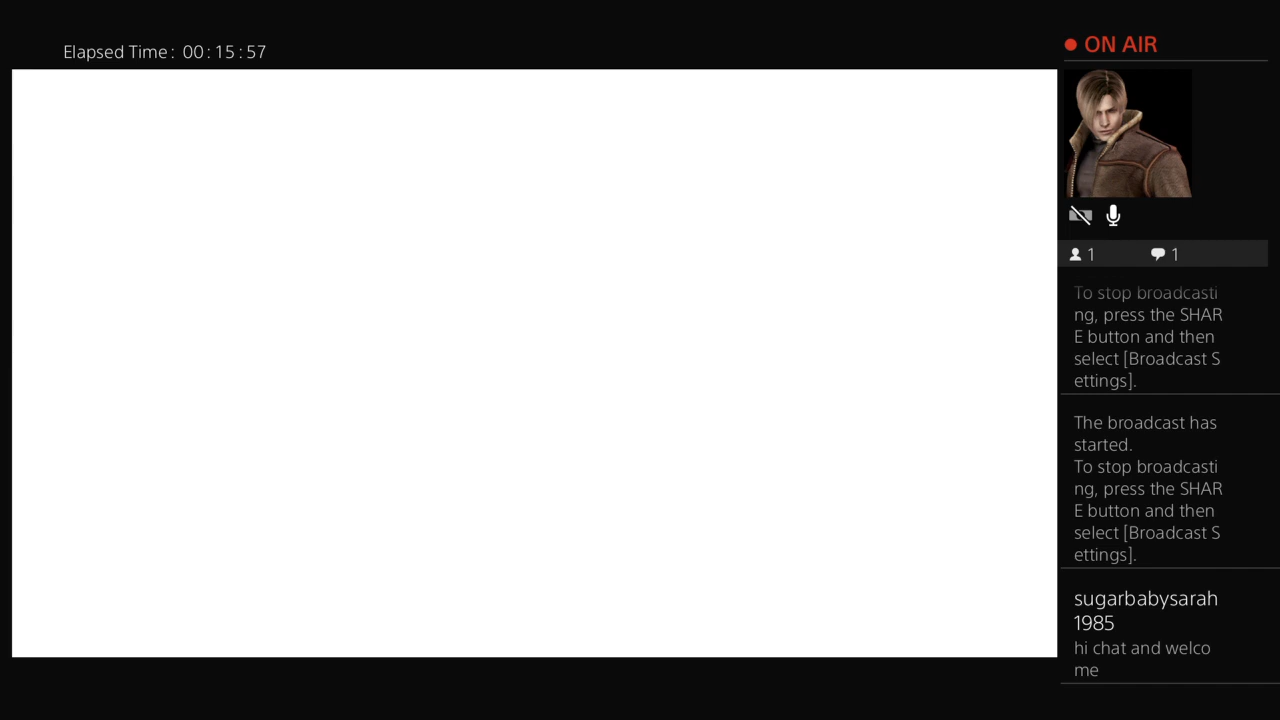 Elapsed Time: 00:15:57
ON AIR
1
1
To stop broadcasti
ng, press the SHAR
E button and then
select [Broadcast S
ettings].
The broadcast has
started.
To stop broadcasti
ng, press the SHAR
E button and then
select [Broadcast S
ettings].
sugarbabysarah
1985
hi chat and welco
me